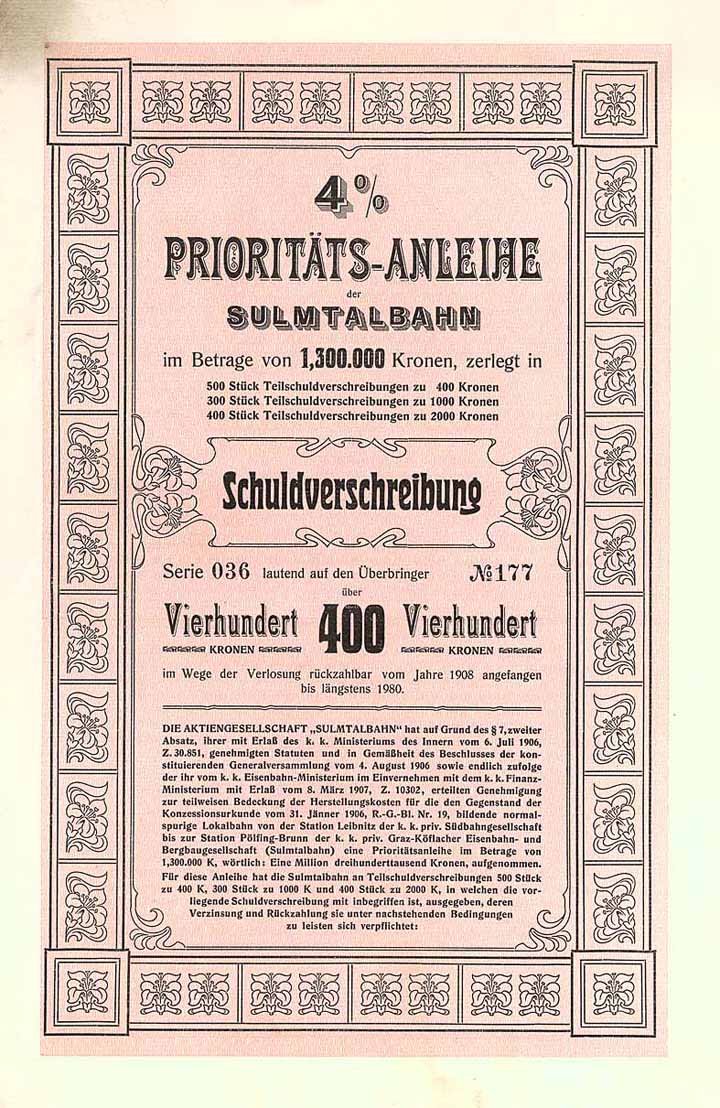 4%
PRIORITÄTS-ANLEIHE
der
SULMTALBAHN
im Betrage von 1,300.000 Kronen, zerlegt in
500 Stück Teilschuldverschreibungen zu 400 Kronen
300 Stück Teilschuldverschreibungen zu 1000 Kronen
400 Stück Teilschuldverschreibungen zu 2000 Kronen
Schuldverschreibung
Serie 036 lautend auf den Überbringer № 177
über
Vierhundert 400 Vierhundert
KRONEN KRONEN
im Wege der Verlosung rückzahlbar vom Jahre 1908 angefangen
bis längstens 1980.
DIE AKTIENGESELLSCHAFT „SULMTALBAHN“ hat auf Grund des § 7, zweiter
Absatz, ihrer mit Erlaß des k. k. Ministeriums des Innern vom 6. Juli 1906,
Z. 30.851, genehmigten Statuten und in Gemäßheit des Beschlusses der kon-
stituierenden Generalversammlung vom 4. August 1906 sowie endlich zufolge
der ihr vom k. k. Eisenbahn-Ministerium im Einvernehmen mit dem k. k. Finanz-
Ministerium mit Erlaß vom 8. März 1907, Z. 10302, erteilten Genehmigung
zur teilweisen Bedeckung der Herstellungskosten für die den Gegenstand der
Konzessionsurkunde vom 31. Jänner 1906, R.-G.-Bl. Nr. 19, bildende normal-
spurige Lokalbahn von der Station Leibnitz der k. k. priv. Südbahngesellschaft
bis zur Station Pölfing-Brunn der k. k. priv. Graz-Köflacher Eisenbahn- und
Bergbaugesellschaft (Sulmtalbahn) eine Prioritätsanleihe im Betrage von
1,300.000 K, wörtlich: Eine Million dreihunderttausend Kronen, aufgenommen.
Für diese Anleihe hat die Sulmtalbahn an Teilschuldverschreibungen 500 Stück
zu 400 K, 300 Stück zu 1000 K und 400 Stück zu 2000 K, in welchen die vor-
liegende Schuldverschreibung mit inbegriffen ist, ausgegeben, deren
Verzinsung und Rückzahlung sie unter nachstehenden Bedingungen
zu leisten sich verpflichtet: